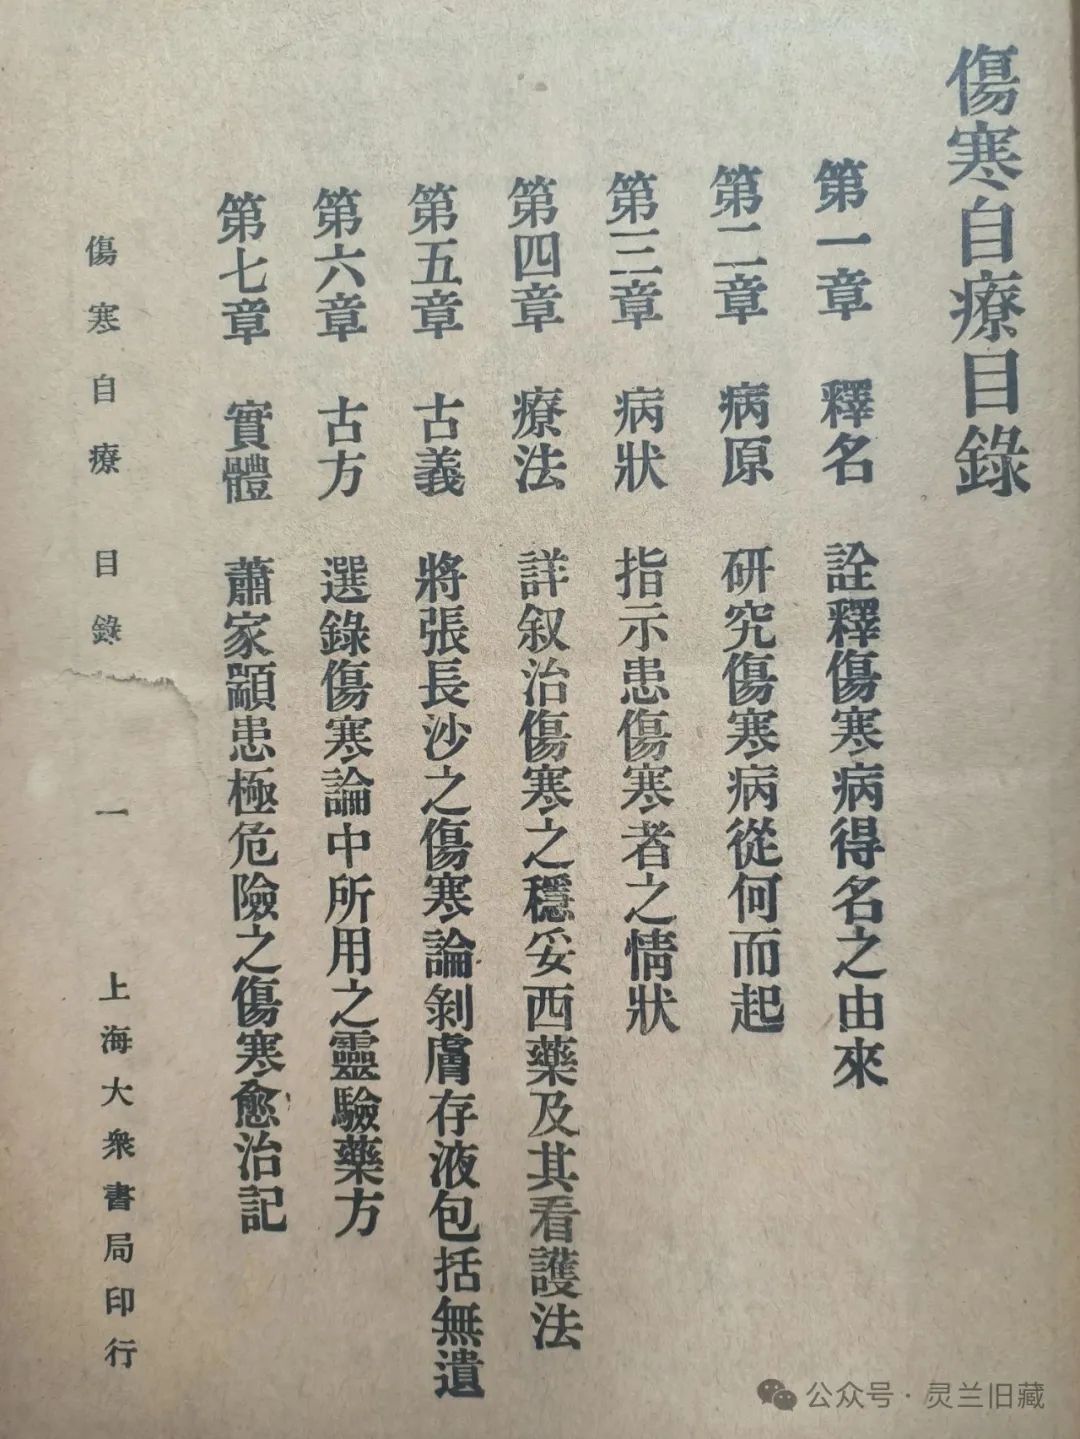 傷寒自療目錄
第一章 釋名 詮釋傷寒病得名之由來
第二章 病原 研究傷寒病從何而起
第三章 病狀 指示患傷寒者之情狀
第四章 療法 詳叙治傷寒之穩妥西藥及其看護法
第五章 古義 將張長沙之傷寒論剝膚存液包括無遺
第六章 古方 選錄傷寒論中所用之靈驗藥方
第七章 實體 蕭家顓患極危險之傷寒愈治記
傷寒自療 目錄 一 上海大衆書局印行
公众号·灵兰旧藏